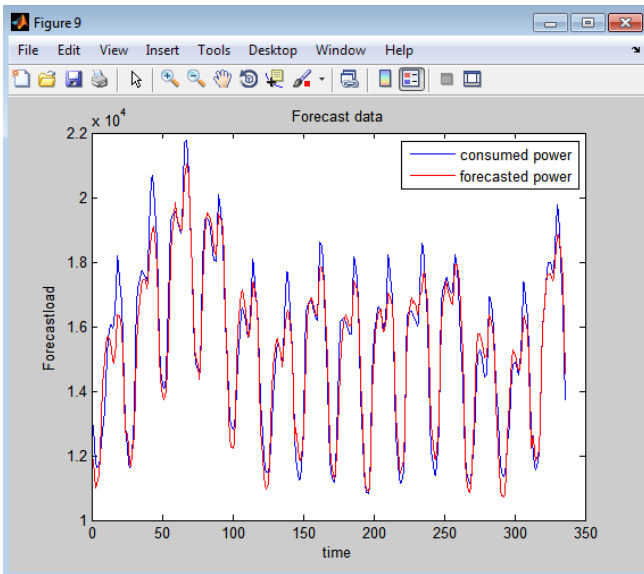 Figure 9
File Edit View Insert Tools Desktop Window Help
x 10^4
Forecast data
2.2
2
1.8
1.6
1.4
1.2
1
Forecastload
consumed power
forecasted power
0 50 100 150 200 250 300 350
time